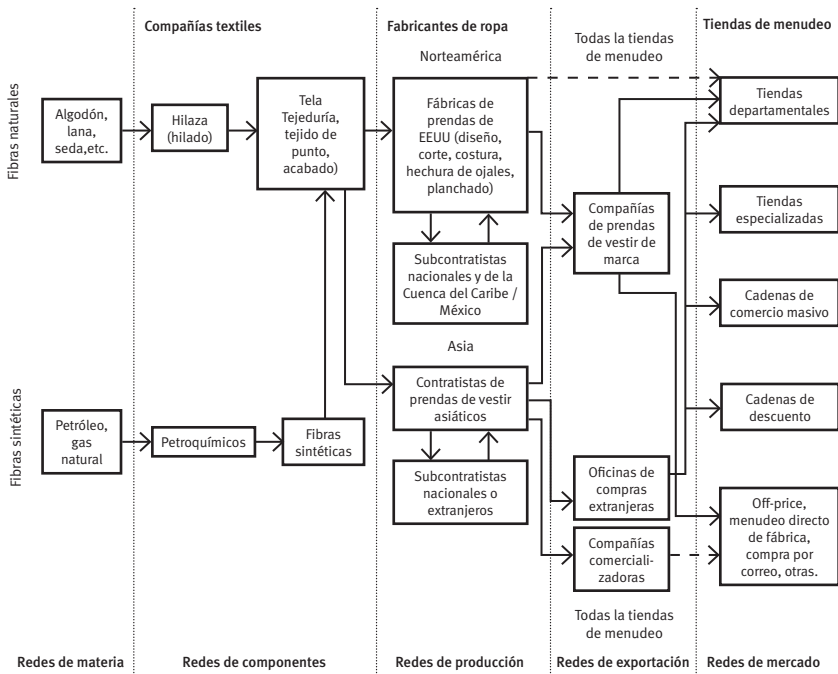 Compañías textiles
Fabricantes de ropa
Todas la tiendas
de menudeo
Tiendas de menudeo
Norteamérica
Fibras naturales
Algodón,
lana,
seda,etc.
Hilaza
(hilado)
Tela
Tejeduría,
tejido de
punto,
acabado)
Fábricas de
prendas de
EEUU (diseño,
corte, costura,
hechura de ojales,
planchado)
Subcontratistas
nacionales y de la
Cuenca del Caribe /
México
Compañías
de prendas
de vestir de
marca
Tiendas
departamentales
Tiendas
especializadas
Cadenas de
comercio masivo
Cadenas de
descuento
Off-price,
menudeo directo
de fábrica,
compra por
correo, otras.
Asia
Fibras sintéticas
Petróleo,
gas
natural
Petroquímicos
Fibras
sintéticas
Contratistas de
prendas de vestir
asiáticos
Subcontratistas
nacionales o
extranjeros
Oficinas de
compras
extranjeras
Compañías
comerciali-
zadoras
Todas la tiendas
de menudeo
Redes de materia
Redes de componentes
Redes de producción
Redes de exportación
Redes de mercado